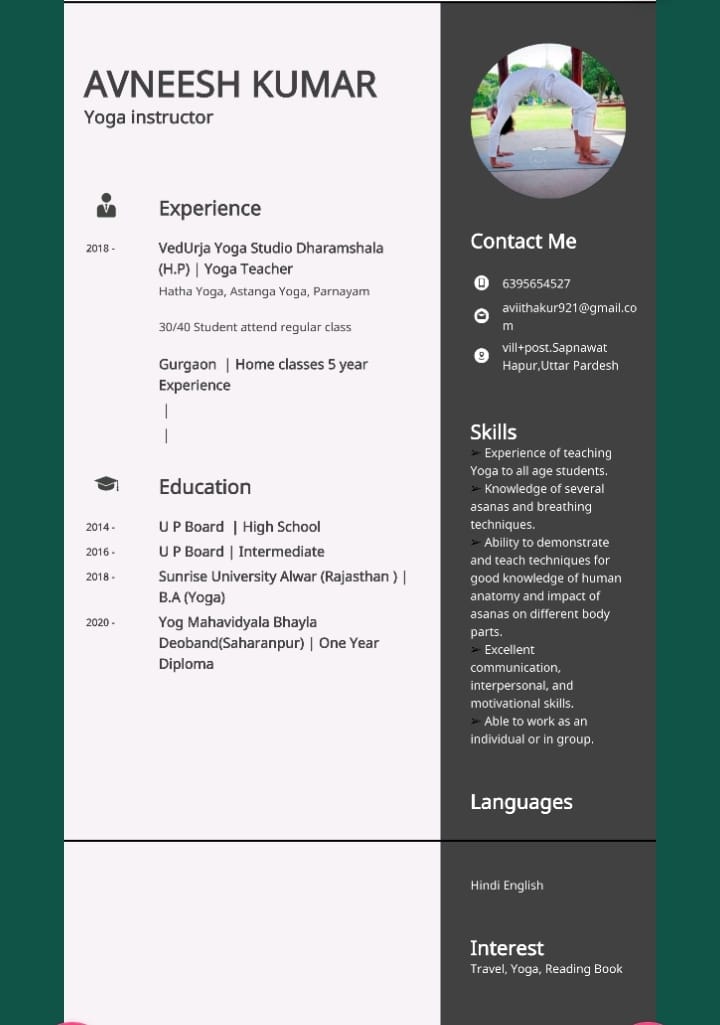 AVNEESH KUMAR
Yoga instructor
Experience
2018 -
VedUrja Yoga Studio Dharamshala
(H.P) | Yoga Teacher
Hatha Yoga, Astanga Yoga, Parnayam
30/40 Student attend regular class
Gurgaon | Home classes 5 year
Experience
|
|
Education
2014 - U P Board | High School
2016 - U P Board | Intermediate
2018 - Sunrise University Alwar (Rajasthan ) |
B.A (Yoga)
2020 - Yog Mahavidyala Bhayla
Deoband(Saharanpur) | One Year
Diploma
Contact Me
6395654527
aviithakur921@gmail.co
m
vill+post.Sapnawat
Hapur,Uttar Pardesh
Skills
➢ Experience of teaching
Yoga to all age students.
➢ Knowledge of several
asanas and breathing
techniques.
➢ Ability to demonstrate
and teach techniques for
good knowledge of human
anatomy and impact of
asanas on different body
parts.
➢ Excellent
communication,
interpersonal, and
motivational skills.
➢ Able to work as an
individual or in group.
Languages
Hindi English
Interest
Travel, Yoga, Reading Book